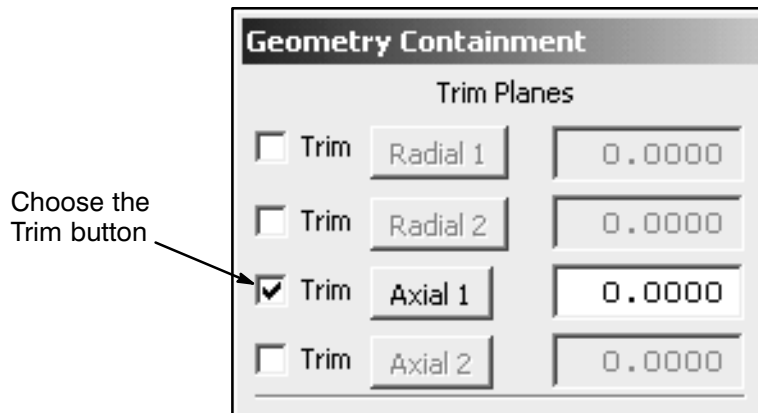 Geometry Containment
Trim Planes
Trim Radial 1 0.0000
Trim Radial 2 0.0000
Choose the
Trim button
Trim Axial 1 0.0000
Trim Axial 2 0.0000